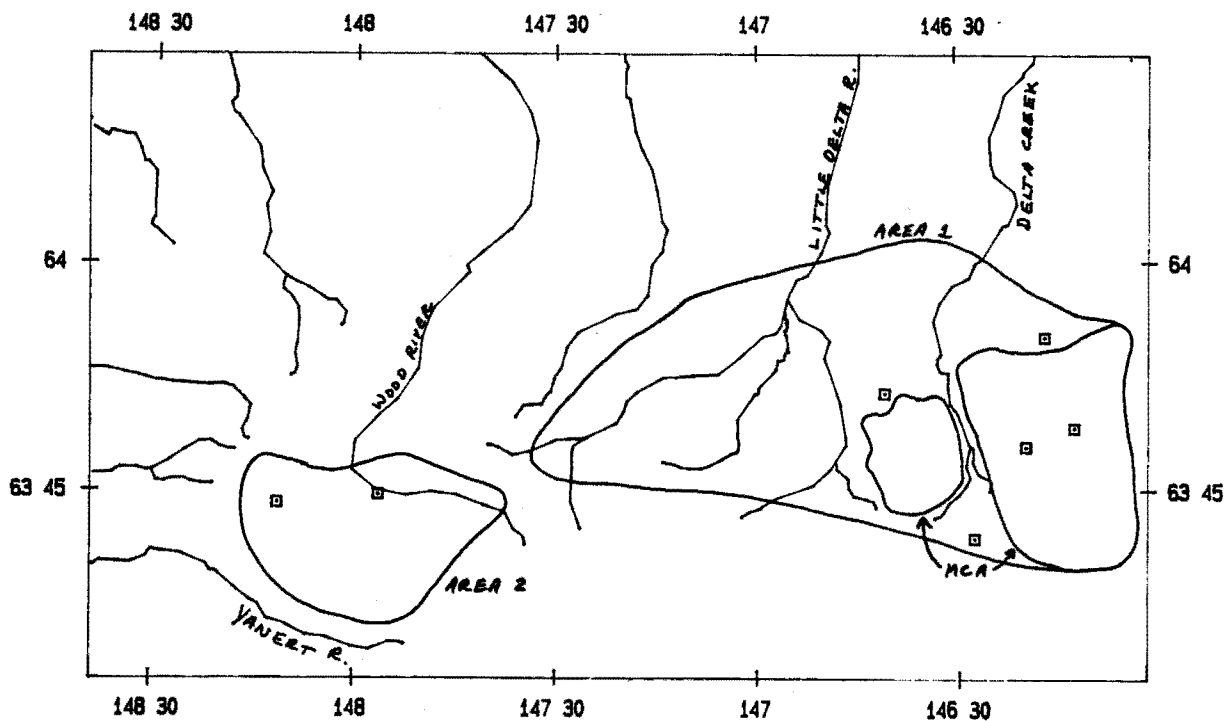 148 30
148
147 30
147
146 30
LITTLE DELTA R.
DELTA CREEK
AREA 1
64
64
WOOD RIVER
63 45
63 45
MCA
AREA 2
YANERT R.
148 30
148
147 30
147
146 30